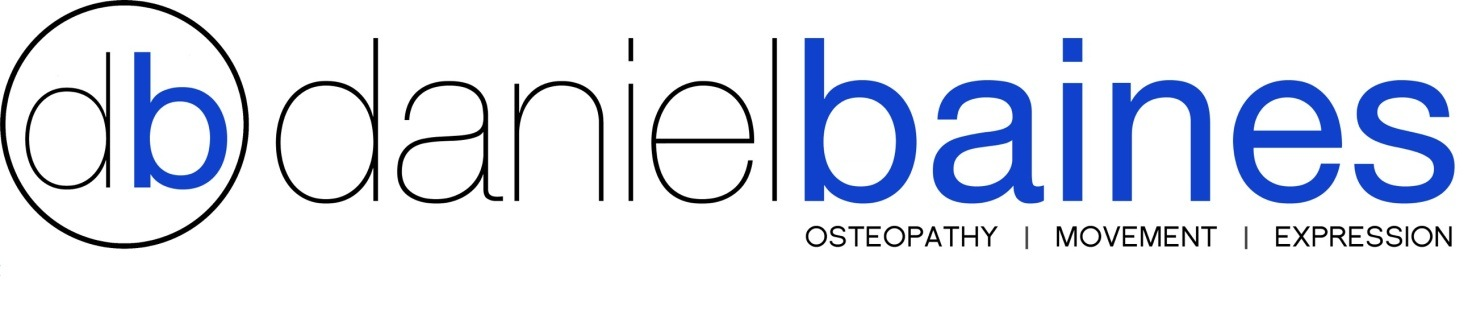 db danielbaines
OSTEOPATHY | MOVEMENT | EXPRESSION